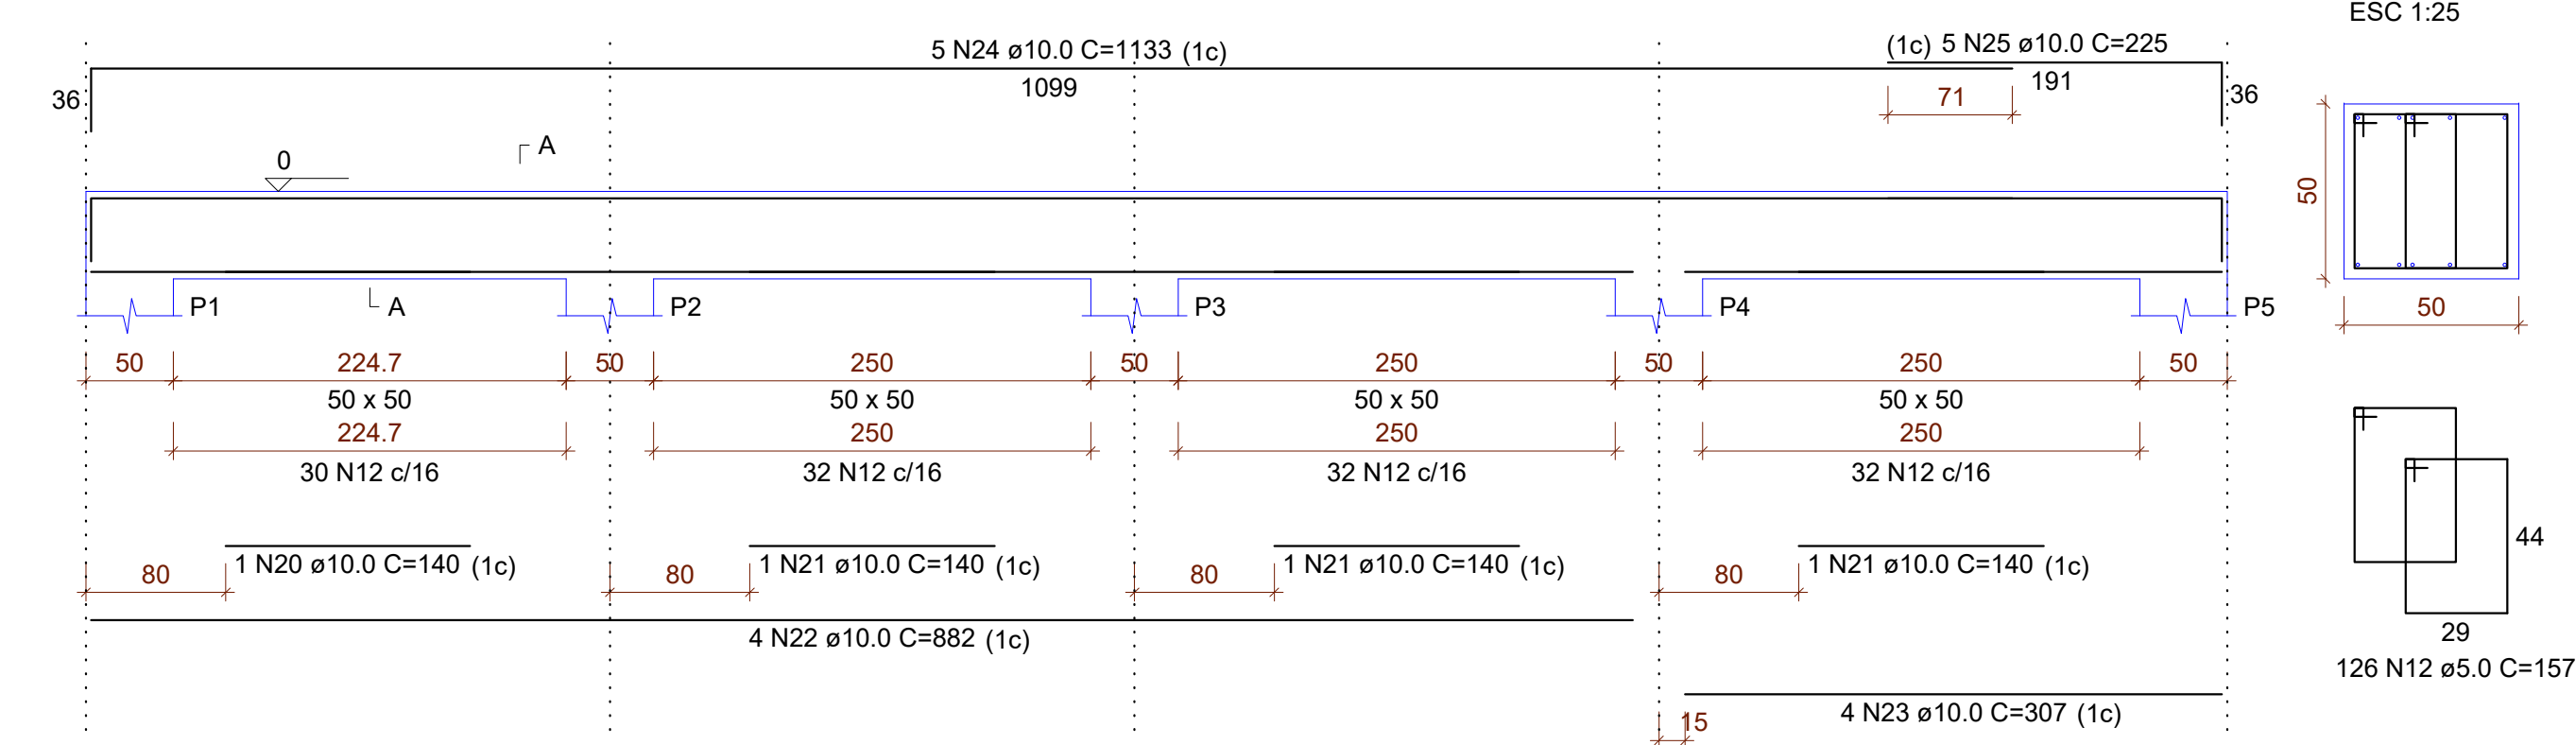 ESC 1:25
5 N24 ø10.0 C=1133 (1c)
(1c) 5 N25 ø10.0 C=225
1099
191
36
36
71
A
0
50
A
P1
P2
P3
P4
P5
50
50 224.7 50 250 50 250 50 250 50
50 x 50 50 x 50 50 x 50 50 x 50
224.7 250 250 250
30 N12 c/16 32 N12 c/16 32 N12 c/16 32 N12 c/16
44
1 N20 ø10.0 C=140 (1c) 1 N21 ø10.0 C=140 (1c) 1 N21 ø10.0 C=140 (1c) 1 N21 ø10.0 C=140 (1c)
80 80 80 80
29
4 N22 ø10.0 C=882 (1c)
126 N12 ø5.0 C=157
4 N23 ø10.0 C=307 (1c)
15